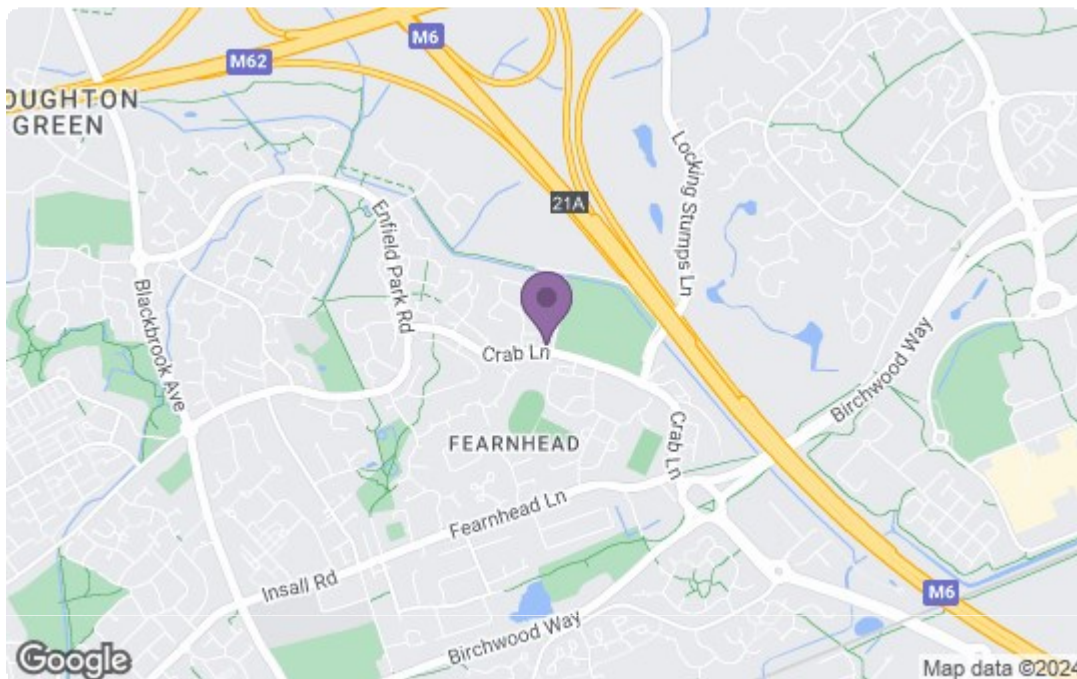 M6
M62
OUGHTON
GREEN
Locking Stumps Ln
21A
Enfield Park Rd
Blackbrook Ave
Crab Ln
Birchwood Way
FEARNHEAD
Crab Ln
Fearnhead Ln
Insall Rd
M6
Birchwood Way
Google
Map data ©2024